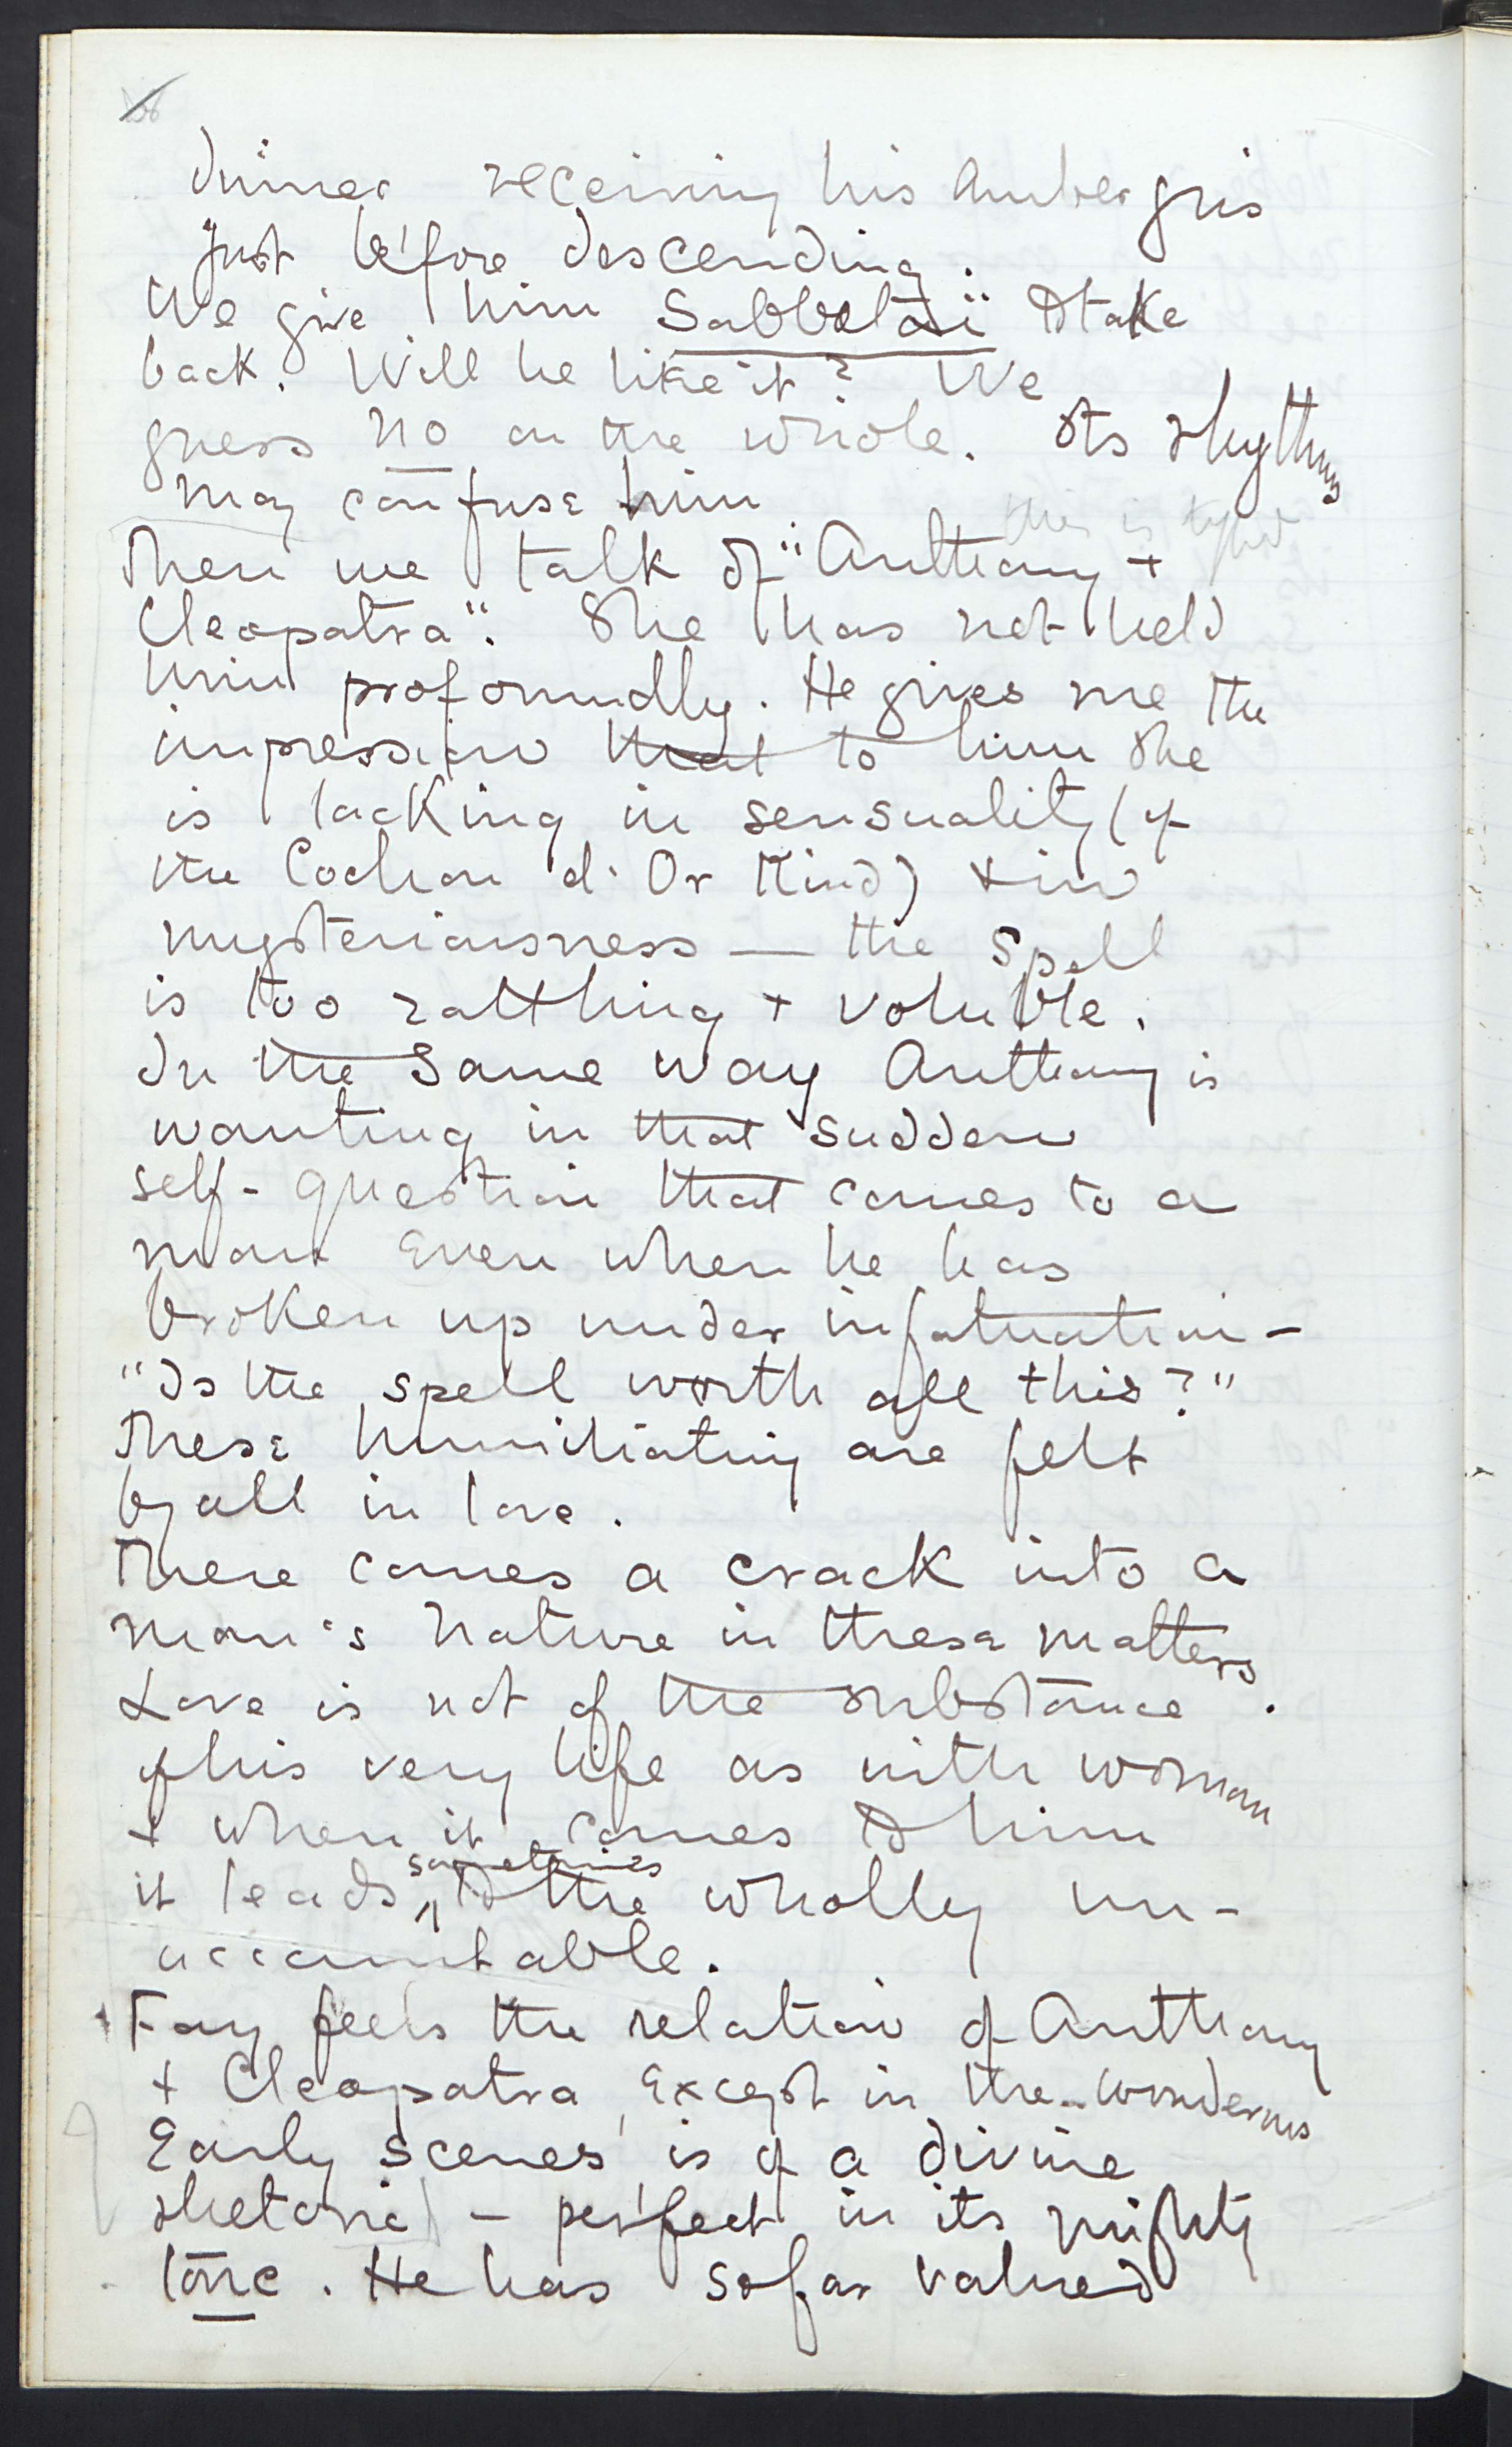 dinner receiving his Ambergris
just before descending.
We give him Sabbataï to take
back. Will he like it? We
guess no on the whole. Its rhythms
may confuse him
this is typed
Then we talk of "Anthony +
Cleopatra". She has not held
him profoundly. He gives me the
impression that to him she
is lacking in sensuality (of
the Cochon d'Or kind) + in
mysteriousness — the spell
is too rattling + voluble.
In the same way Anthony is
wanting in that sudden
self-question that comes to a
man even when he has
broken up under infatuation -
"Is the spell worth all this?"
These humiliating are felt
by all in love.
There comes a crack into a
man's nature in these matters.
Love is not of the substance
of his very life as with woman
+ when it comes to him
it leads sometimes to the wholly un-
accountable.
Fay feels the relation of Anthony
+ Cleopatra, except in the wonderous
Early scenes, is of a divine
rhetoric - perfect in its mighty
tone. He has so far valued